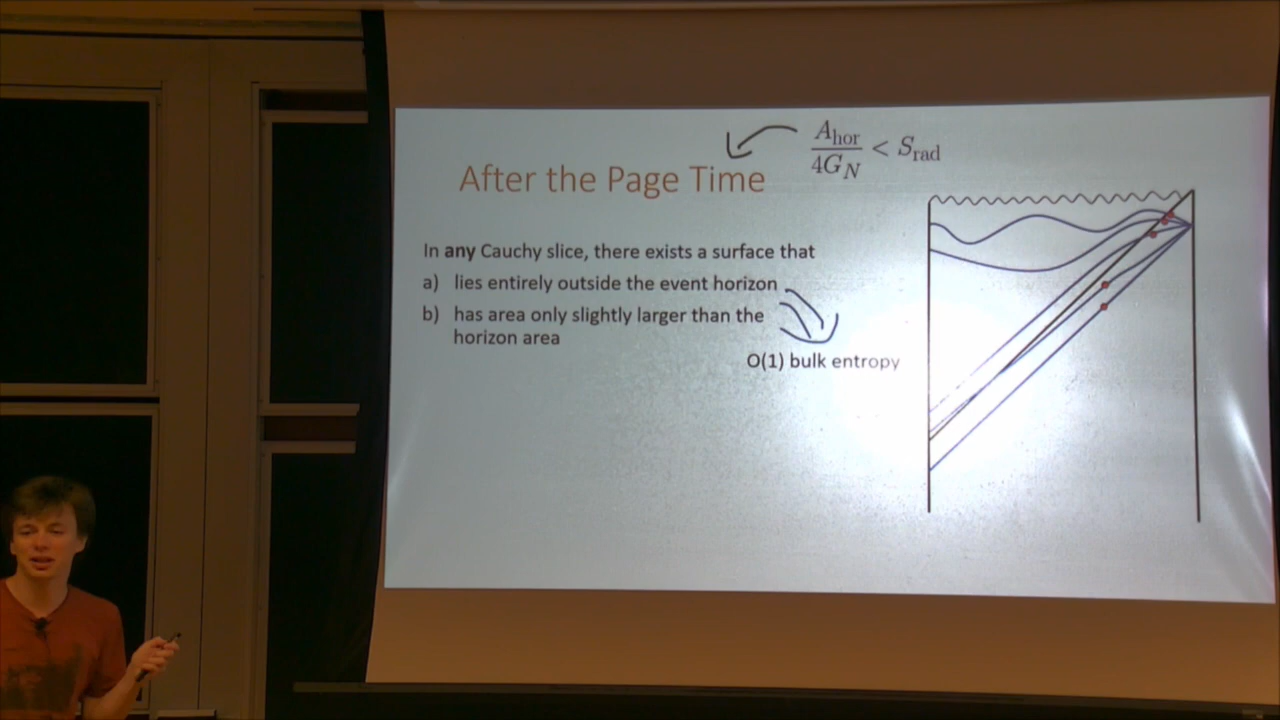 A_hor / 4G_N < S_rad
After the Page Time
In any Cauchy slice, there exists a surface that
a) lies entirely outside the event horizon
b) has area only slightly larger than the
horizon area
O(1) bulk entropy